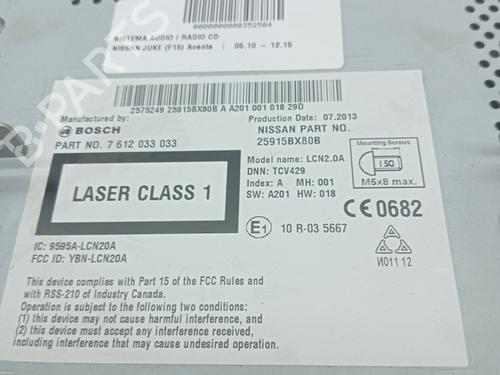 0000000000352504
SISTEMA AUDIO / RADIO CD
NISSAN JUKE (F15) Acenta
06.10 - 12.15
2575249 25915BX80B A A201 001 018 29D
Manufactured by:
BOSCH
PART NO. 7 612 033 033
Production Date: 07.2013
NISSAN PART NO.
25915BX80B
Model name: LCN2.0A
DNN: TCV429
Index: A MH: 001
SW: A201 HW: 018
Mounting Screws:
ISO
M5x8 max.
LASER CLASS 1
CE0682
E1 10 R-03 5667
И011 12
IC: 9595A-LCN20A
FCC ID: YBN-LCN20A
This device complies with Part 15 of the FCC Rules and
with RSS-210 of Industry Canada.
Operation is subject to the following two conditions:
(1) this device may not cause harmful interference, and
(2) this device must accept any interference received,
including interference that may cause undesired operation.